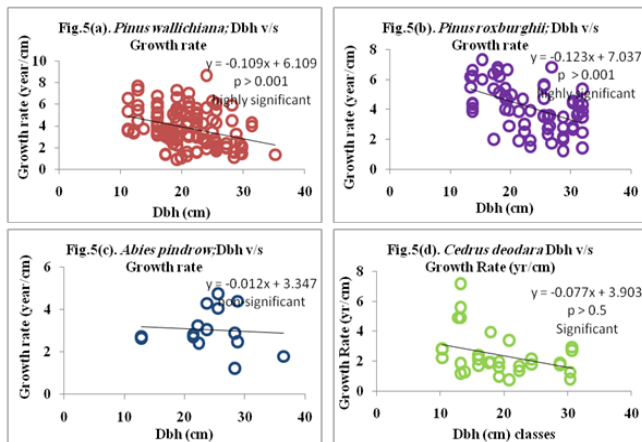 Fig.5(a). Pinus wallichiana; Dbh v/s
Growth rate
y = -0.109x + 6.109
p > 0.001
highly significant
Growth rate (year/cm)
10
8
6
4
2
0
0 10 20 30 40
Dbh (cm)
Fig.5(b). Pinus roxburghii; Dbh v/s
Growth rate
y = -0.123x + 7.037
p > 0.001
highly significant
Growth rate (year/cm)
8
6
4
2
0
0 10 20 30 40
Dbh (cm)
Fig.5(c). Abies pindrow;Dbh v/s
Growth rate
y = -0.012x + 3.347
non significant
Growth rate (year/cm)
6
4
2
0
0 10 20 30 40
Dbh (cm)
Fig.5(d). Cedrus deodara Dbh v/s
Growth Rate (yr/cm)
y = -0.077x + 3.903
p > 0.5
Significant
Growth Rate (yr/cm)
8
6
4
2
0
0 10 20 30 40
Dbh (cm) classes